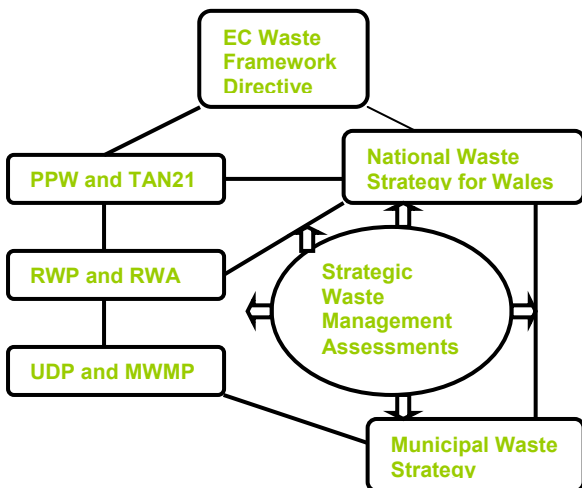 EC Waste
Framework
Directive
PPW and TAN21
National Waste
Strategy for Wales
RWP and RWA
Strategic
Waste
Management
Assessments
UDP and MWMP
Municipal Waste
Strategy